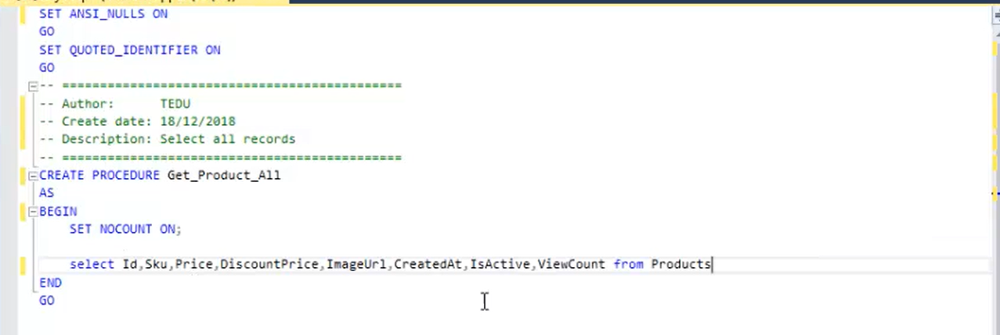 SET ANSI_NULLS ON
GO
SET QUOTED_IDENTIFIER ON
GO
-- =============================================
-- Author:      TEDU
-- Create date: 18/12/2018
-- Description: Select all records
-- =============================================
CREATE PROCEDURE Get_Product_All
AS
BEGIN
    SET NOCOUNT ON;
    select Id,Sku,Price,DiscountPrice,ImageUrl,CreatedAt,IsActive,ViewCount from Products
END
GO